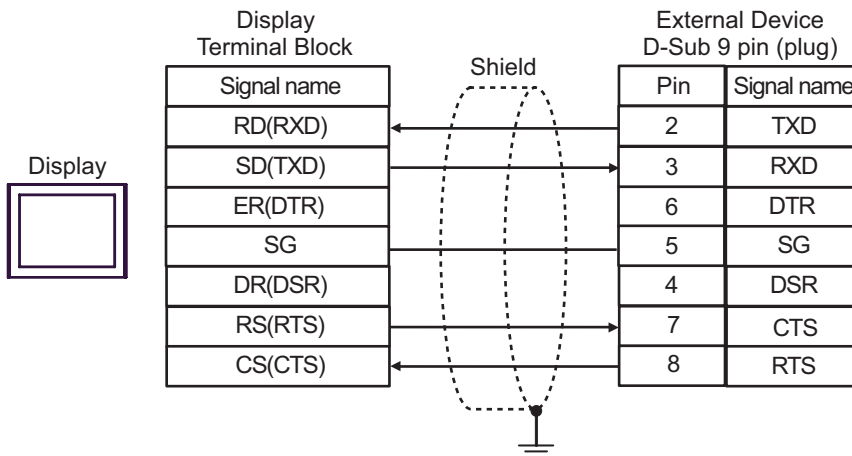 Display
Terminal Block
External Device
D-Sub 9 pin (plug)
Shield
Signal name
Pin Signal name
RD(RXD) 2 TXD
SD(TXD) 3 RXD
Display
ER(DTR) 6 DTR
SG 5 SG
DR(DSR) 4 DSR
RS(RTS) 7 CTS
CS(CTS) 8 RTS